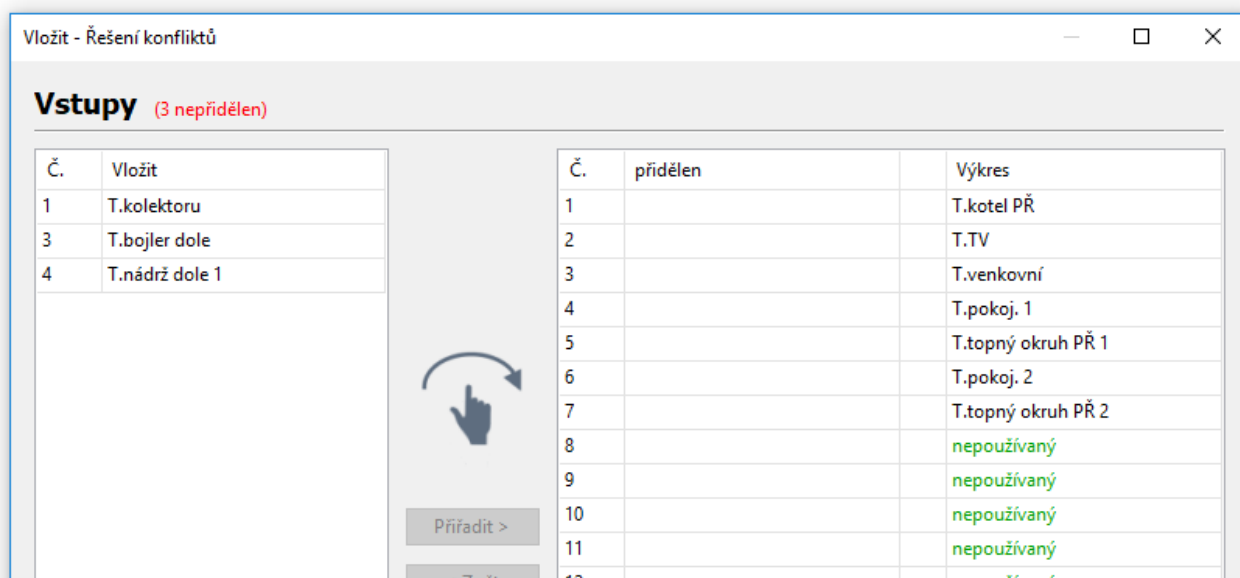 Vložit - Řešení konfliktů
Vstupy (3 nepřidělen)
Č. Vložit
1 T.kolektoru
3 T.bojler dole
4 T.nádrž dole 1
Přiřadit >
Č. přidělen Výkres
1 T.kotel PŘ
2 T.TV
3 T.venkovní
4 T.pokoj. 1
5 T.topný okruh PŘ 1
6 T.pokoj. 2
7 T.topný okruh PŘ 2
8 nepoužívaný
9 nepoužívaný
10 nepoužívaný
11 nepoužívaný